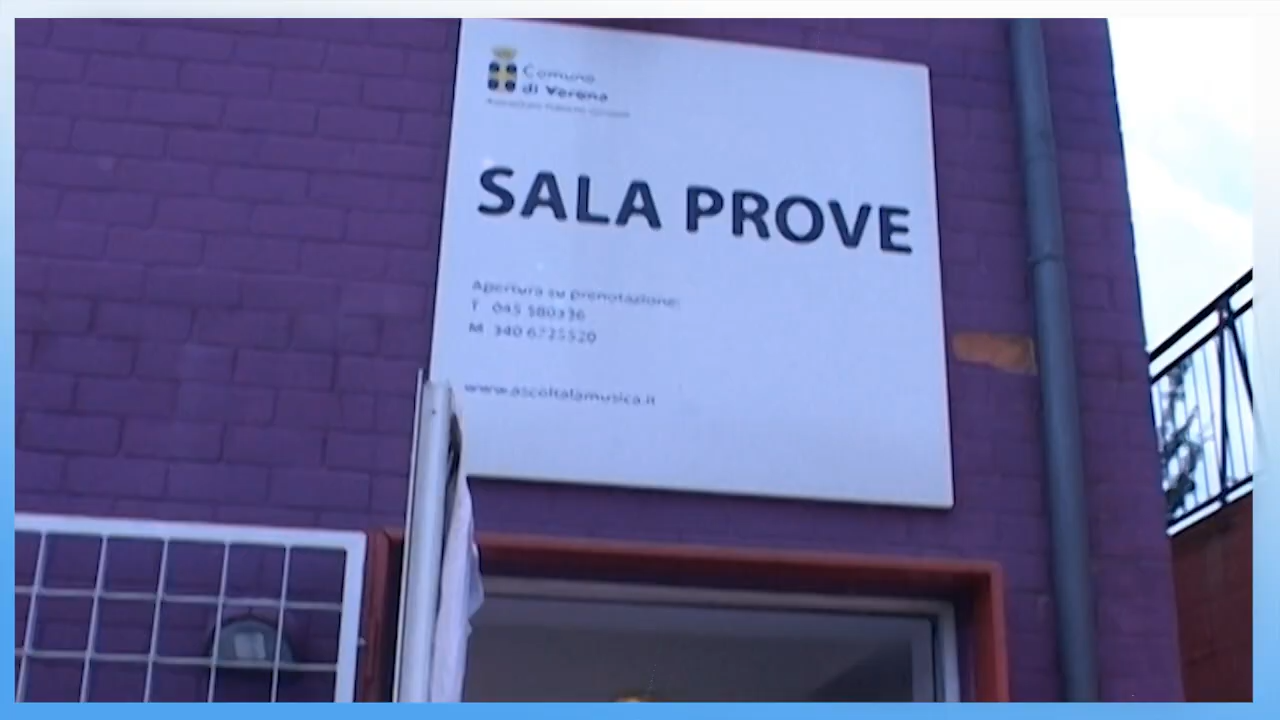 Comune
di Verona
SALA PROVE
Apertura su prenotazione:
T 045 580336
M 340 6725520
www.ascoltalamusica.it